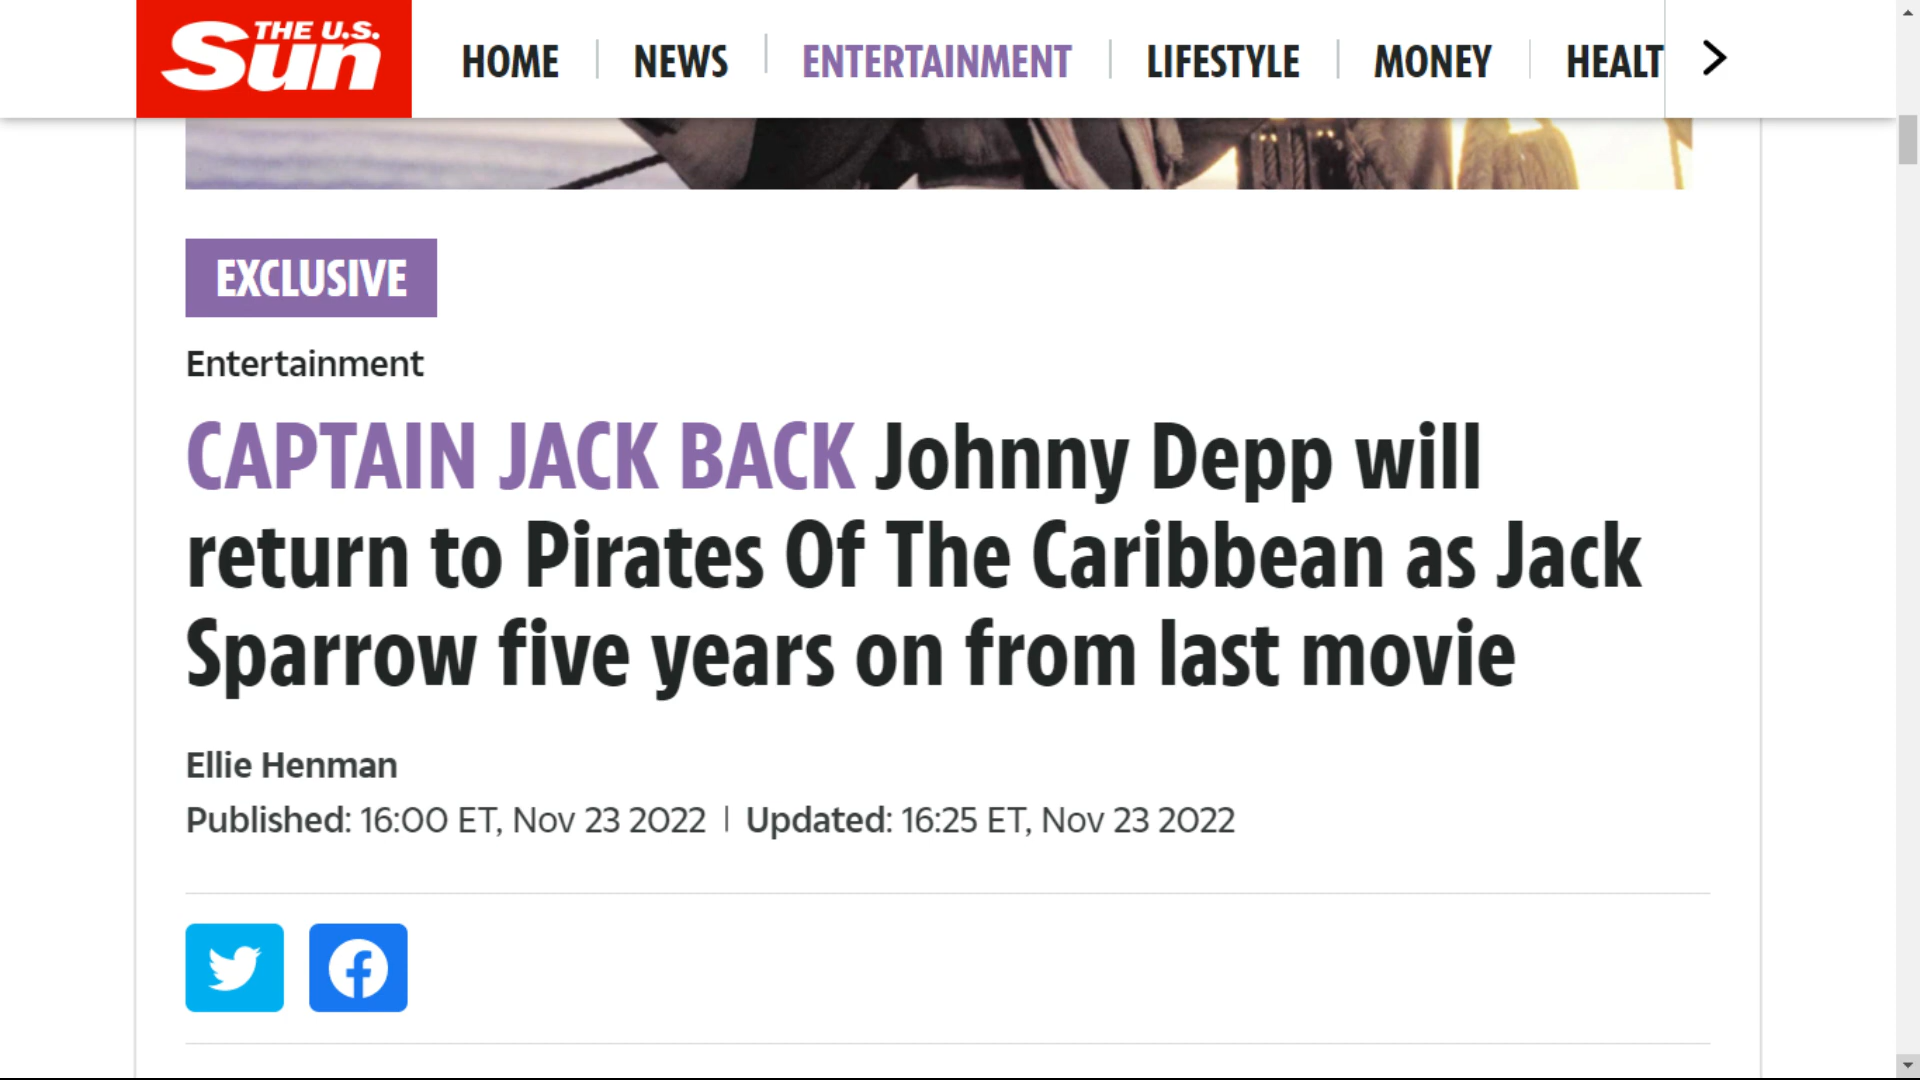 THE U.S.
Sun
HOME
NEWS
ENTERTAINMENT
LIFESTYLE
MONEY
HEALT
EXCLUSIVE
Entertainment
CAPTAIN JACK BACK Johnny Depp will
return to Pirates Of The Caribbean as Jack
Sparrow five years on from last movie
Ellie Henman
Published: 16:00 ET, Nov 23 2022 | Updated: 16:25 ET, Nov 23 2022